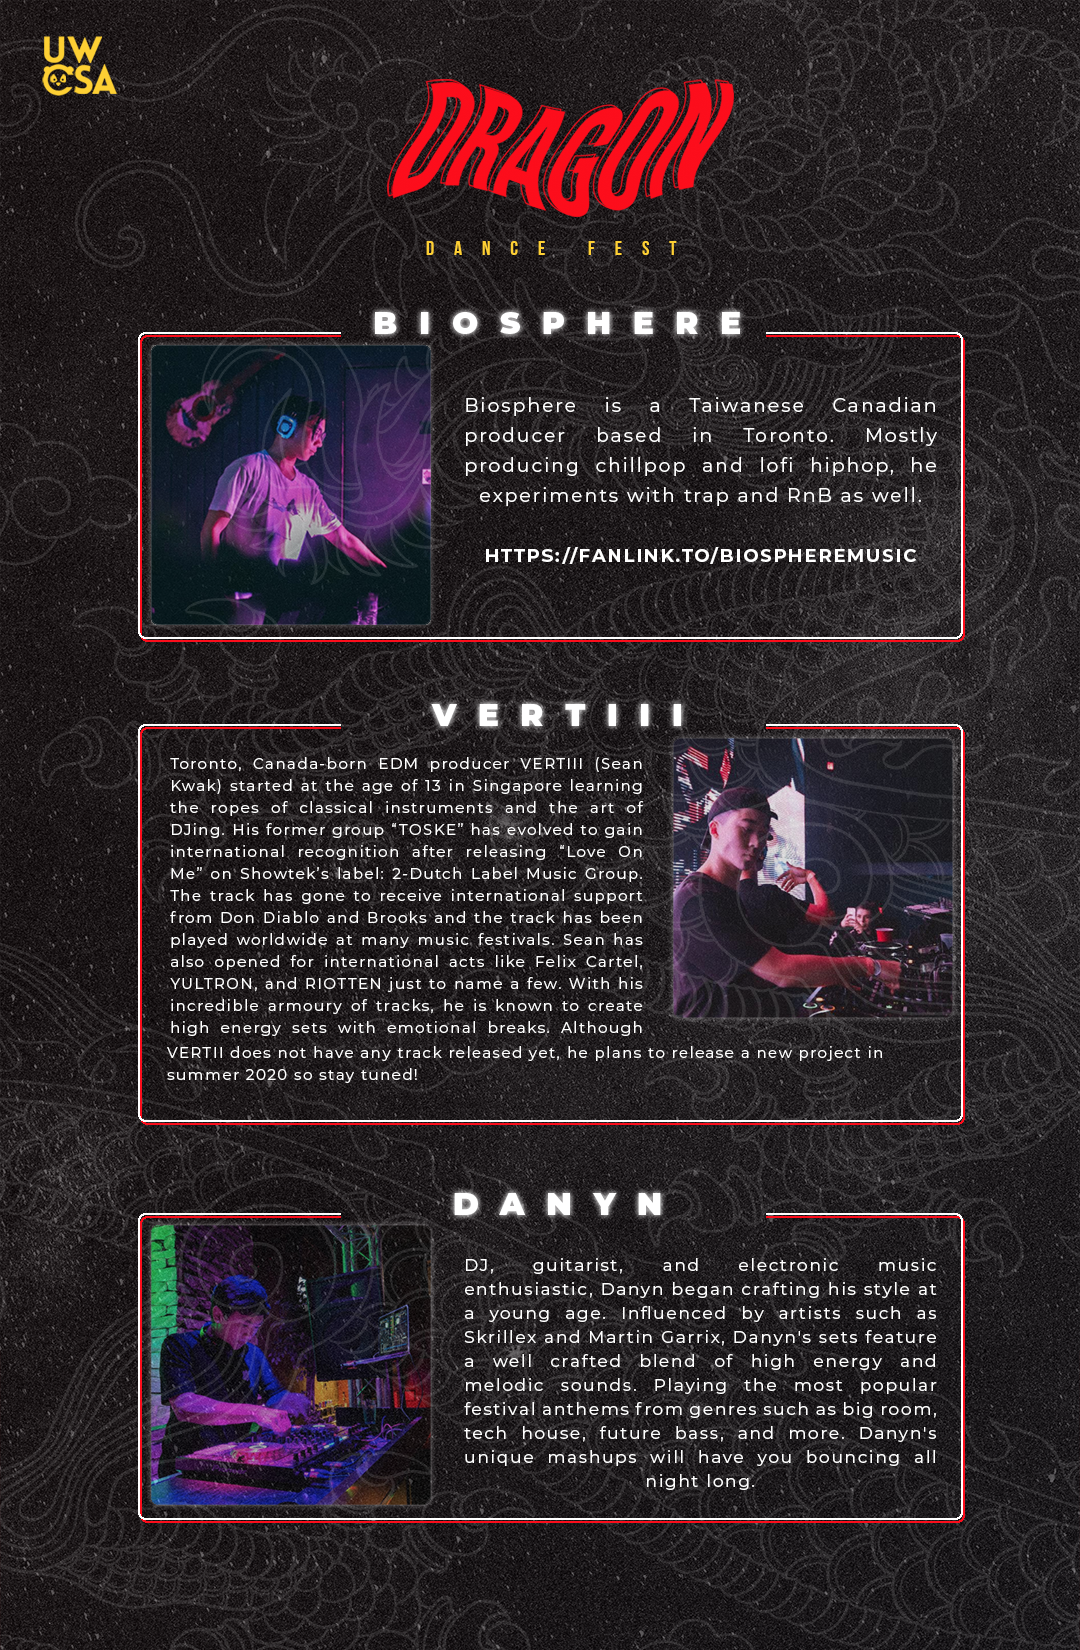 UW
CSA
DRAGON
DANCE FEST
BIOSPHERE
Biosphere is a Taiwanese Canadian
producer based in Toronto. Mostly
producing chillpop and lofi hiphop, he
experiments with trap and RnB as well.
HTTPS://FANLINK.TO/BIOSPHEREMUSIC
VERTIII
Toronto, Canada-born EDM producer VERTIII (Sean
Kwak) started at the age of 13 in Singapore learning
the ropes of classical instruments and the art of
DJing. His former group “TOSKE” has evolved to gain
international recognition after releasing “Love On
Me” on Showtek’s label: 2-Dutch Label Music Group.
The track has gone to receive international support
from Don Diablo and Brooks and the track has been
played worldwide at many music festivals. Sean has
also opened for international acts like Felix Cartel,
YULTRON, and RIOTTEN just to name a few. With his
incredible armoury of tracks, he is known to create
high energy sets with emotional breaks. Although
VERTII does not have any track released yet, he plans to release a new project in
summer 2020 so stay tuned!
DANYN
DJ, guitarist, and electronic music
enthusiastic, Danyn began crafting his style at
a young age. Influenced by artists such as
Skrillex and Martin Garrix, Danyn's sets feature
a well crafted blend of high energy and
melodic sounds. Playing the most popular
festival anthems from genres such as big room,
tech house, future bass, and more. Danyn's
unique mashups will have you bouncing all
night long.